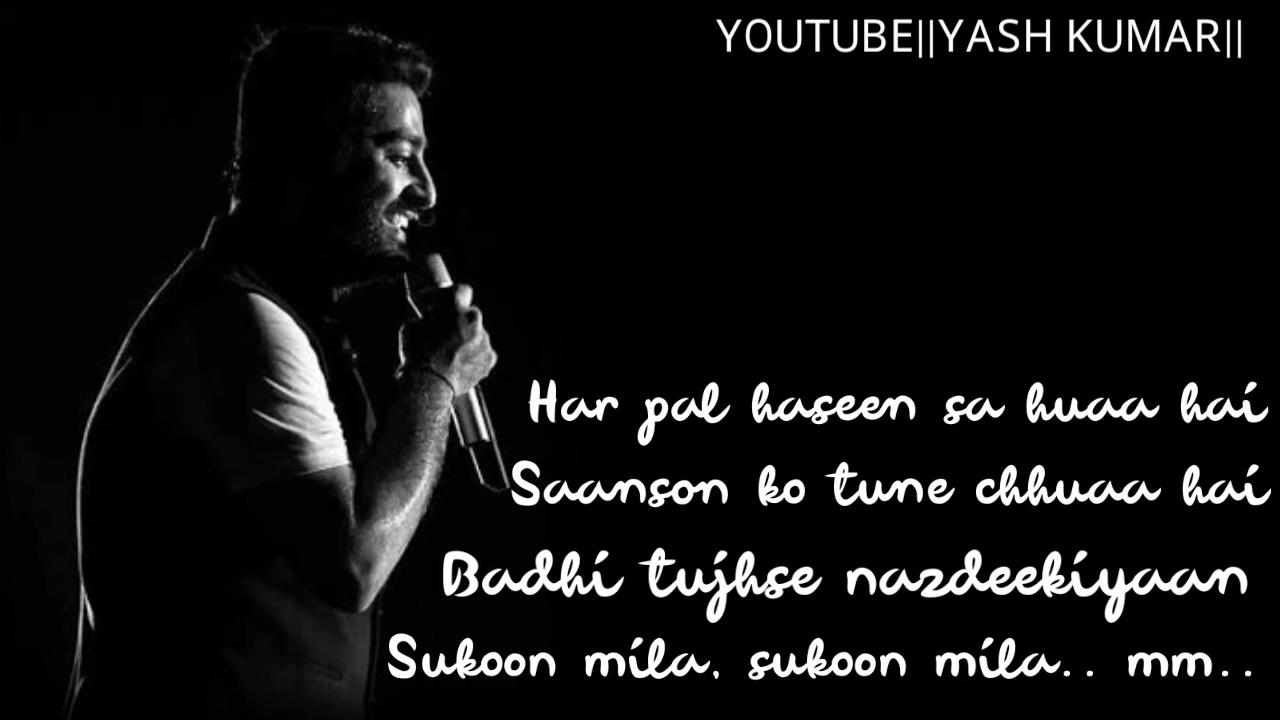 YOUTUBE||YASH KUMAR||
Har pal haseen sa huaa hai
Saanson ko tune chhuaa hai
Badhi tujhse nazdeekiyaan
Sukoon mila, sukoon mila.. mm..